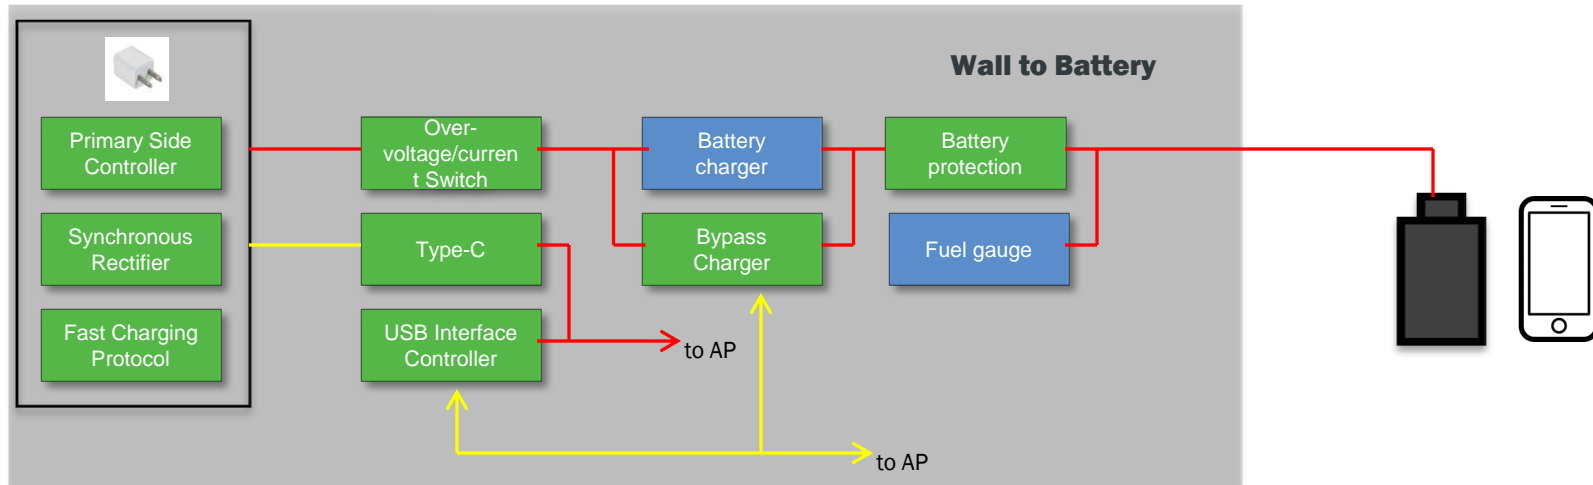 Wall to Battery
Primary Side
Controller
Over-
voltage/curren
t Switch
Battery
charger
Battery
protection
Synchronous
Rectifier
Type-C
Bypass
Charger
Fuel gauge
Fast Charging
Protocol
USB Interface
Controller
to AP
to AP